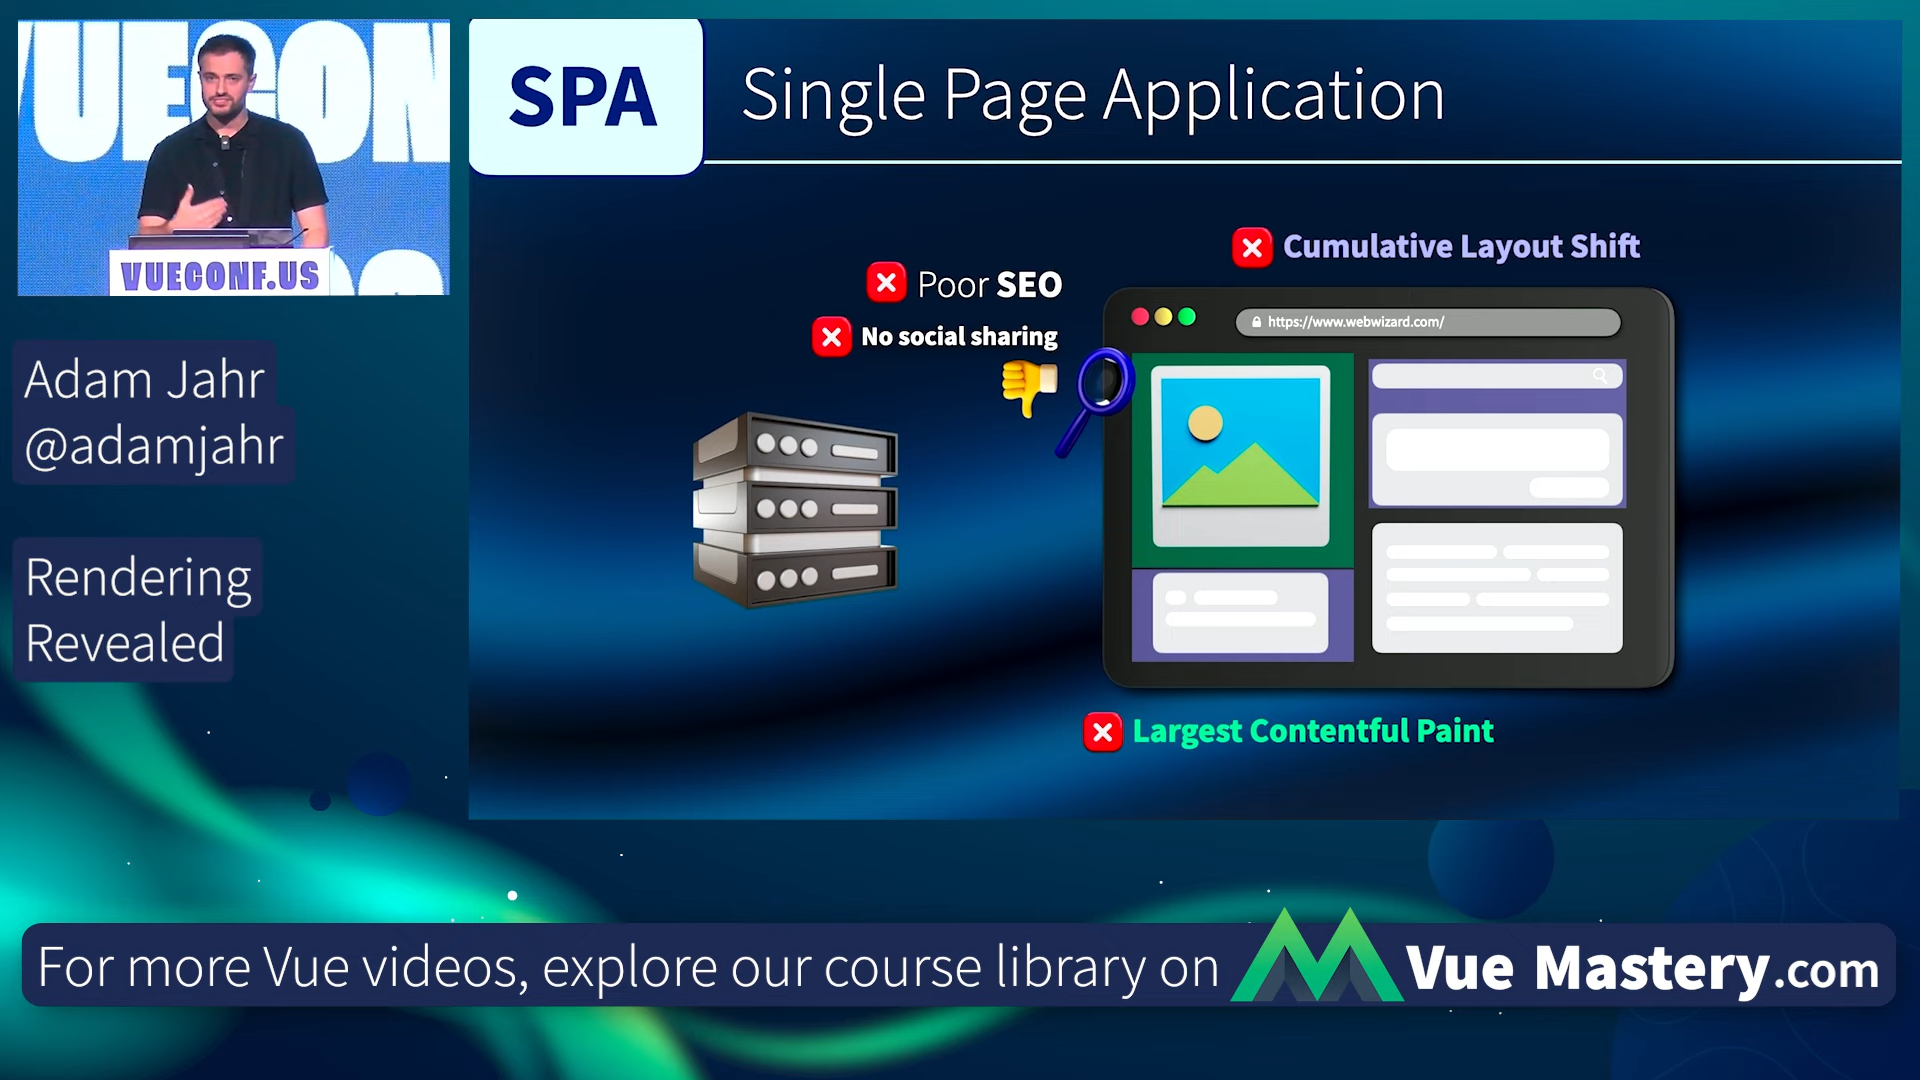 VUECON
VUECONF.US
Adam Jahr
@adamjahr
Rendering
Revealed
SPA
Single Page Application
Cumulative Layout Shift
Poor SEO
No social sharing
https://www.webwizard.com/
Largest Contentful Paint
For more Vue videos, explore our course library on Vue Mastery.com